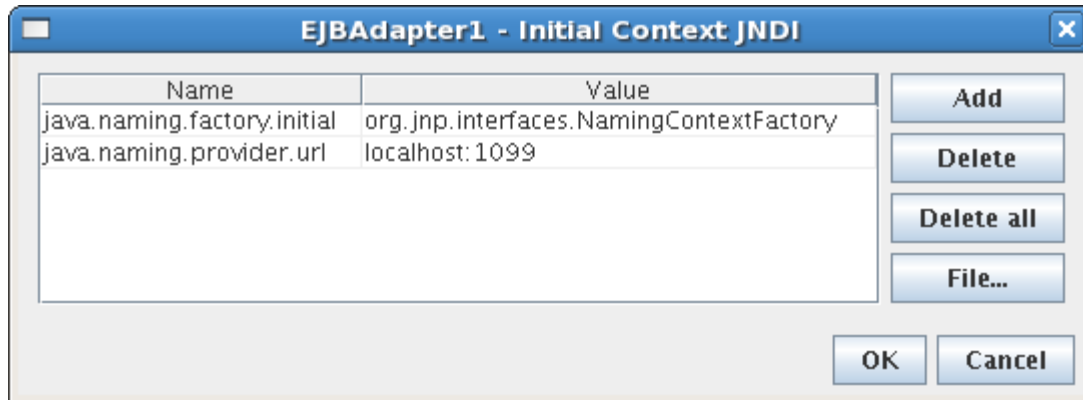 EJBAdapter1 - Initial Context JNDI
Name Value
java.naming.factory.initial org.jnp.interfaces.NamingContextFactory
java.naming.provider.url localhost:1099
Add
Delete
Delete all
File...
OK Cancel